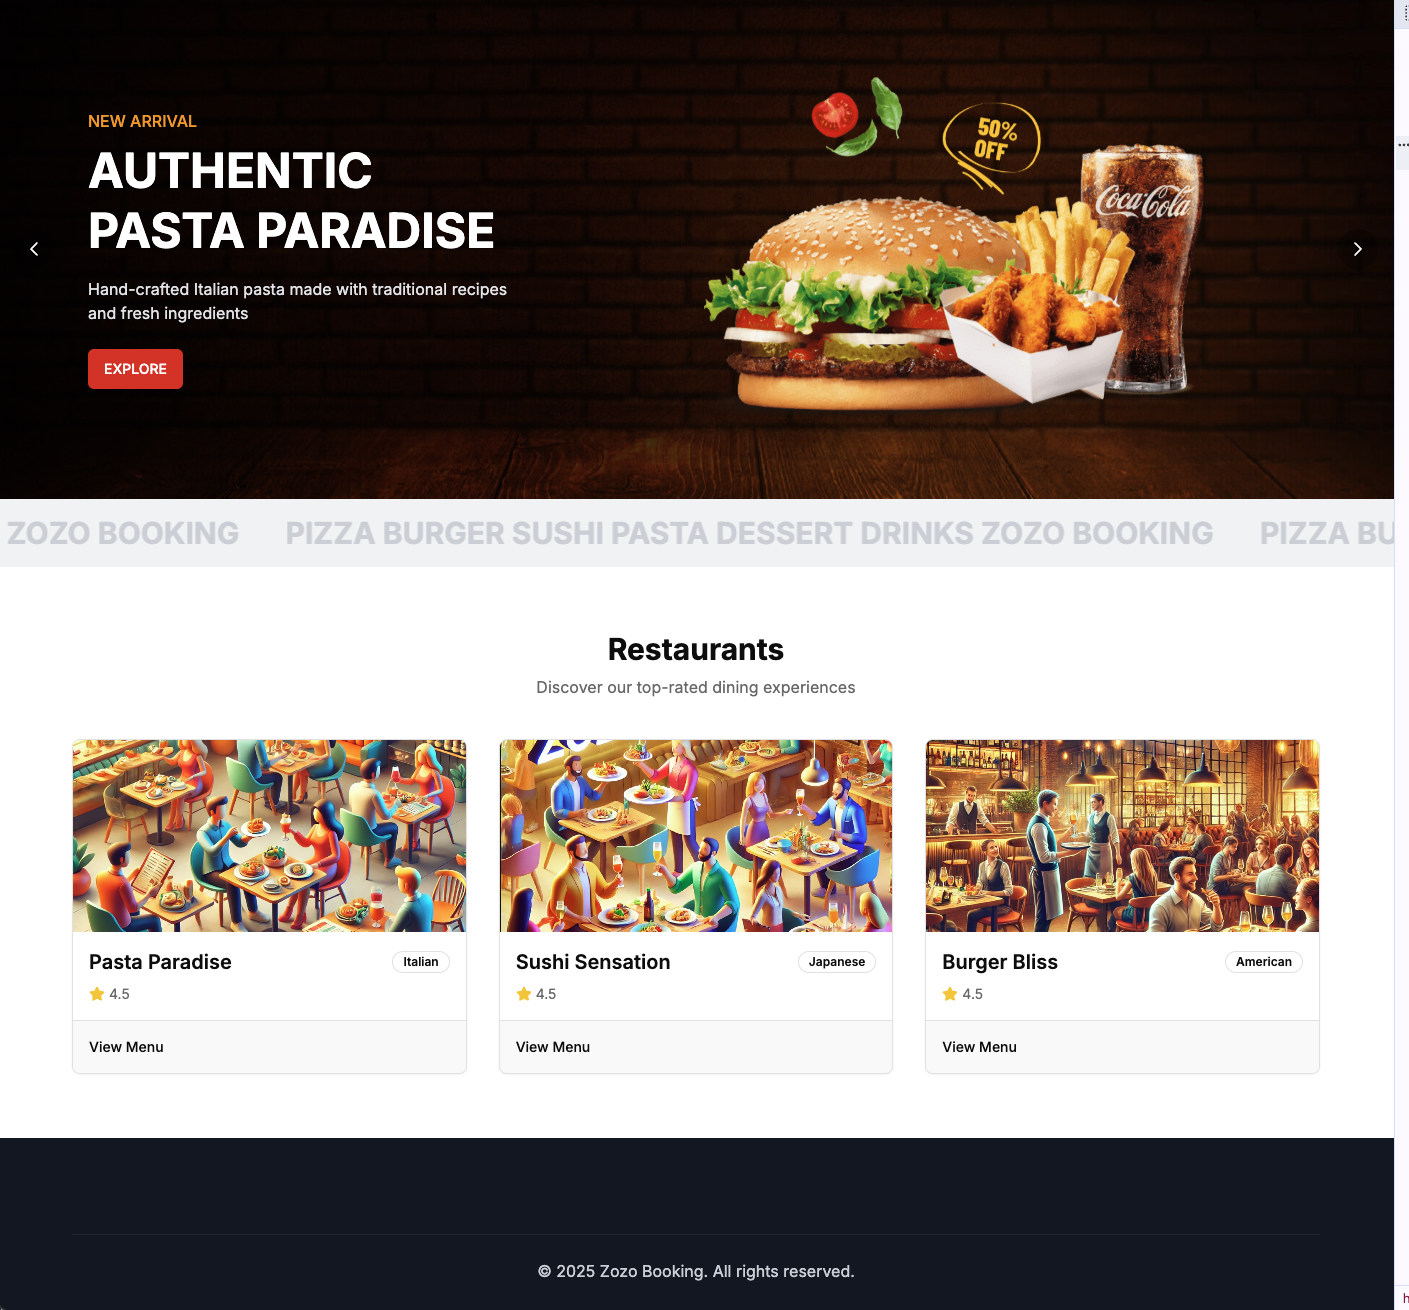 NEW ARRIVAL
AUTHENTIC
PASTA PARADISE
Hand-crafted Italian pasta made with traditional recipes
and fresh ingredients
EXPLORE
50%
OFF
Coca-Cola
ZOZO BOOKING PIZZA BURGER SUSHI PASTA DESSERT DRINKS ZOZO BOOKING PIZZA BU
Restaurants
Discover our top-rated dining experiences
Pasta Paradise Italian
4.5
View Menu
Sushi Sensation Japanese
4.5
View Menu
Burger Bliss American
4.5
View Menu
© 2025 Zozo Booking. All rights reserved.